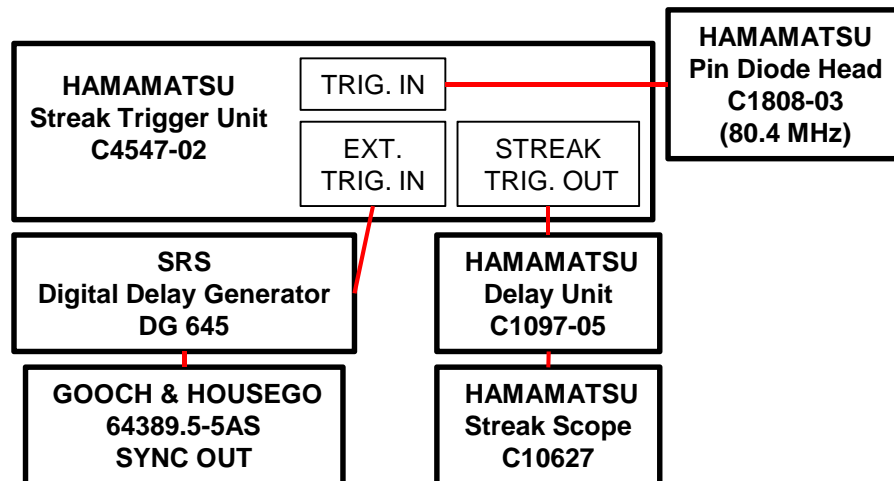 HAMAMATSU
Streak Trigger Unit
C4547-02
TRIG. IN
EXT.
TRIG. IN
STREAK
TRIG. OUT
HAMAMATSU
Pin Diode Head
C1808-03
(80.4 MHz)
SRS
Digital Delay Generator
DG 645
HAMAMATSU
Delay Unit
C1097-05
GOOCH & HOUSEGO
64389.5-5AS
SYNC OUT
HAMAMATSU
Streak Scope
C10627